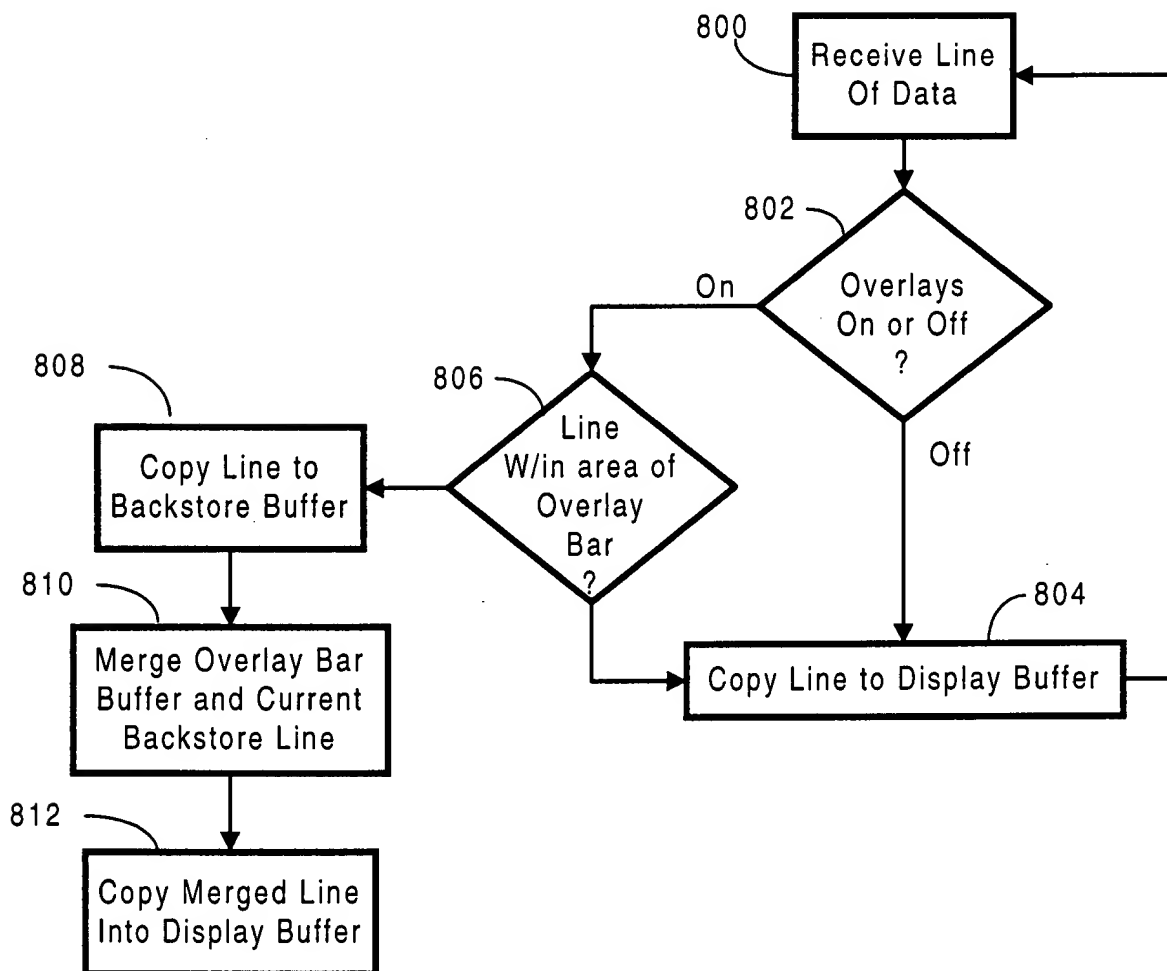 800
Receive Line
Of Data
802
Overlays
On or Off
?
On
Off
806
Line
W/in area of
Overlay
Bar
?
808
Copy Line to
Backstore Buffer
804
Copy Line to Display Buffer
810
Merge Overlay Bar
Buffer and Current
Backstore Line
812
Copy Merged Line
Into Display Buffer